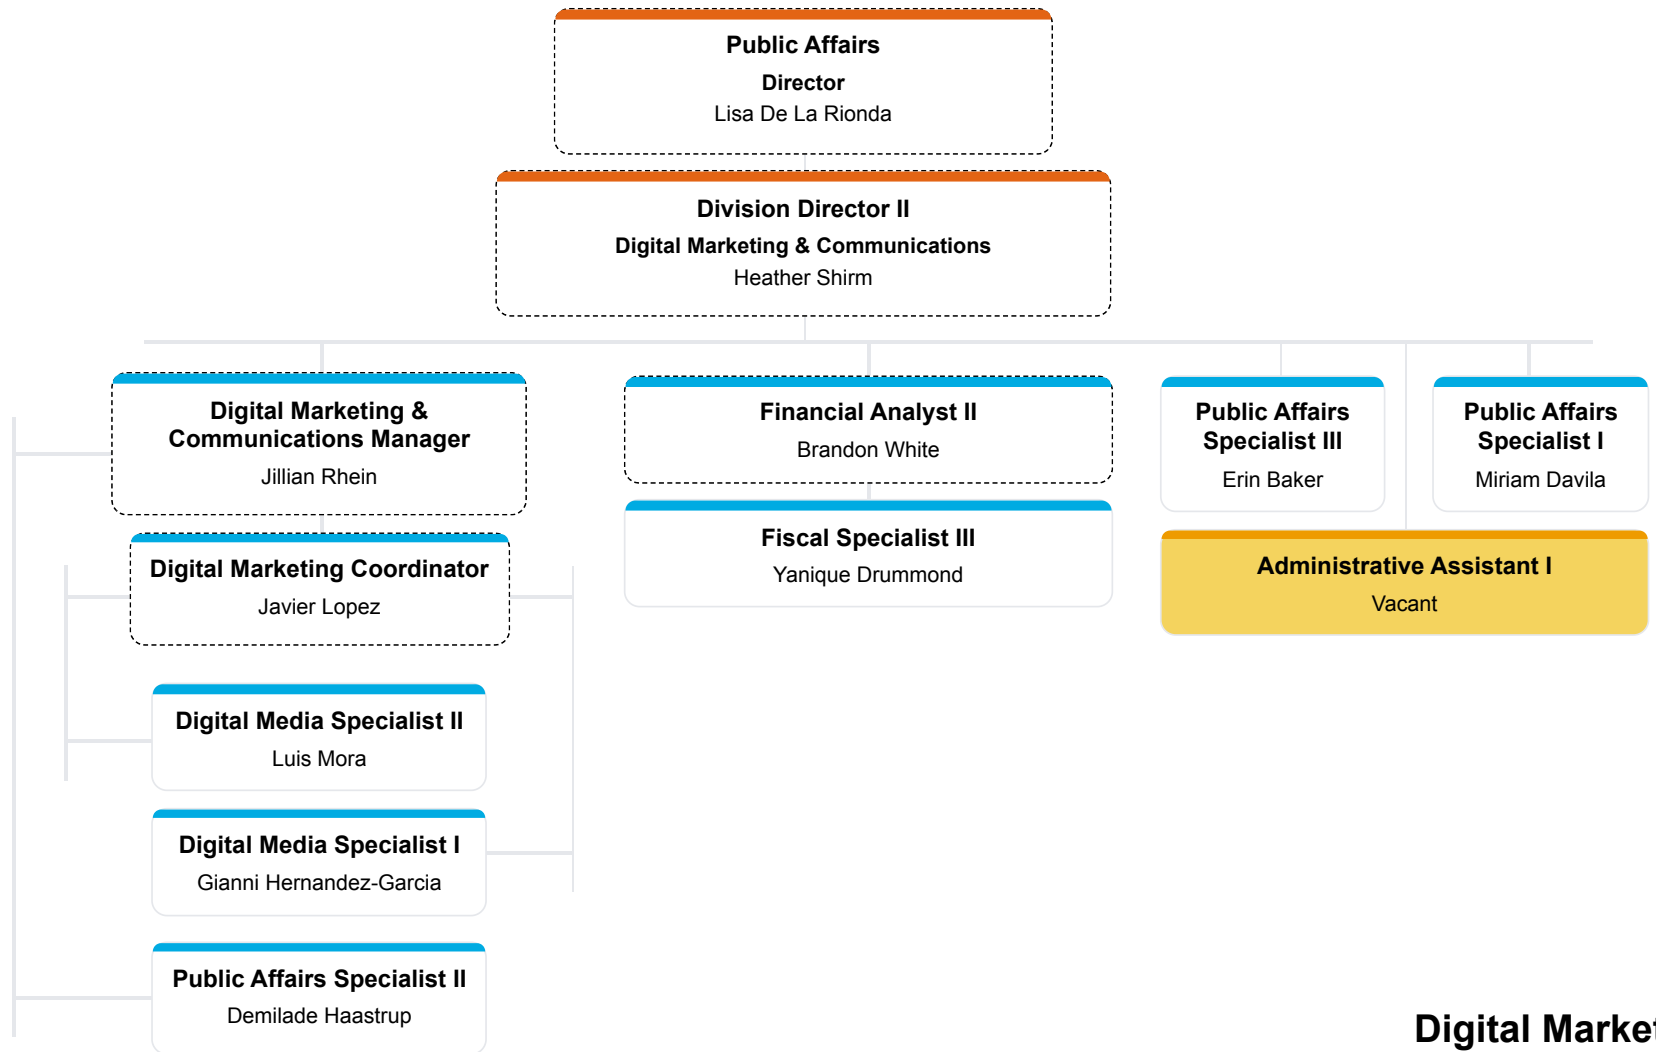 Public Affairs
Director
Lisa De La Rionda
Division Director II
Digital Marketing & Communications
Heather Shirm
Digital Marketing &
Communications Manager
Jillian Rhein
Digital Marketing Coordinator
Javier Lopez
Digital Media Specialist II
Luis Mora
Digital Media Specialist I
Gianni Hernandez-Garcia
Public Affairs Specialist II
Demilade Haastrup
Financial Analyst II
Brandon White
Fiscal Specialist III
Yanique Drummond
Public Affairs
Specialist III
Erin Baker
Public Affairs
Specialist I
Miriam Davila
Administrative Assistant I
Vacant
Digital Market